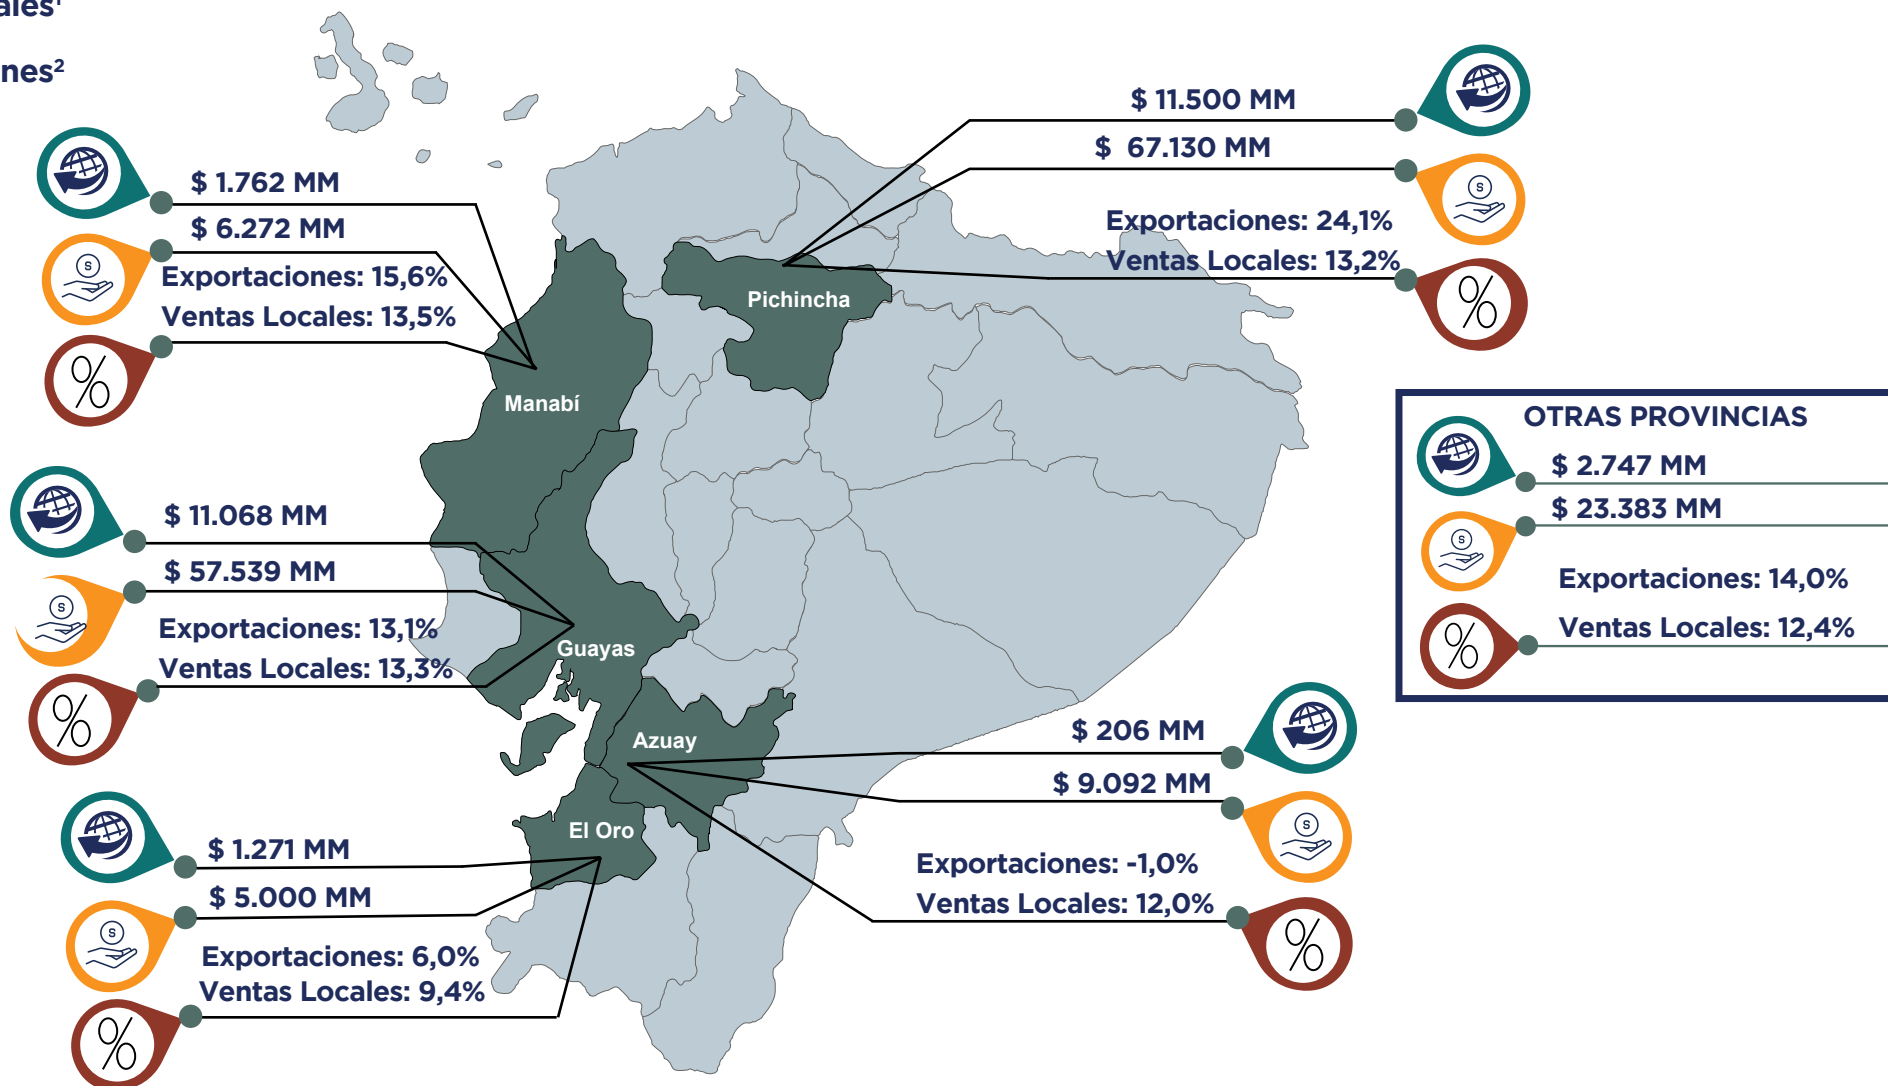 ales¹
nes²
$ 1.762 MM
$ 6.272 MM
Exportaciones: 15,6%
Ventas Locales: 13,5%
%
$ 11.500 MM
$ 67.130 MM
Exportaciones: 24,1%
Ventas Locales: 13,2%
%
Pichincha
Manabí
OTRAS PROVINCIAS
$ 2.747 MM
$ 23.383 MM
Exportaciones: 14,0%
Ventas Locales: 12,4%
%
$ 11.068 MM
$ 57.539 MM
Exportaciones: 13,1%
Ventas Locales: 13,3%
%
Guayas
Azuay
$ 206 MM
$ 9.092 MM
Exportaciones: -1,0%
Ventas Locales: 12,0%
%
El Oro
$ 1.271 MM
$ 5.000 MM
Exportaciones: 6,0%
Ventas Locales: 9,4%
%